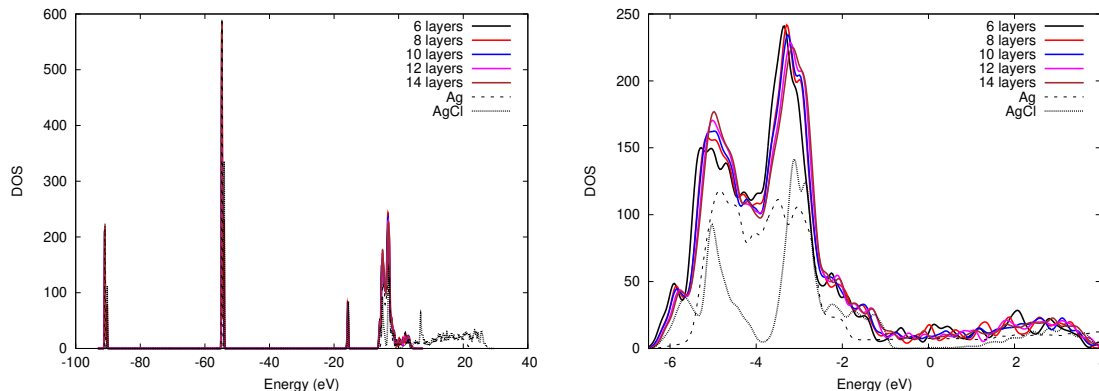 600
500
400
300
200
100
0
-100
-80
-60
-40
-20
0
20
40
DOS
Energy (eV)
6 layers
8 layers
10 layers
12 layers
14 layers
Ag
AgCl
250
200
150
100
50
0
-6
-4
-2
0
2
DOS
Energy (eV)
6 layers
8 layers
10 layers
12 layers
14 layers
Ag
AgCl